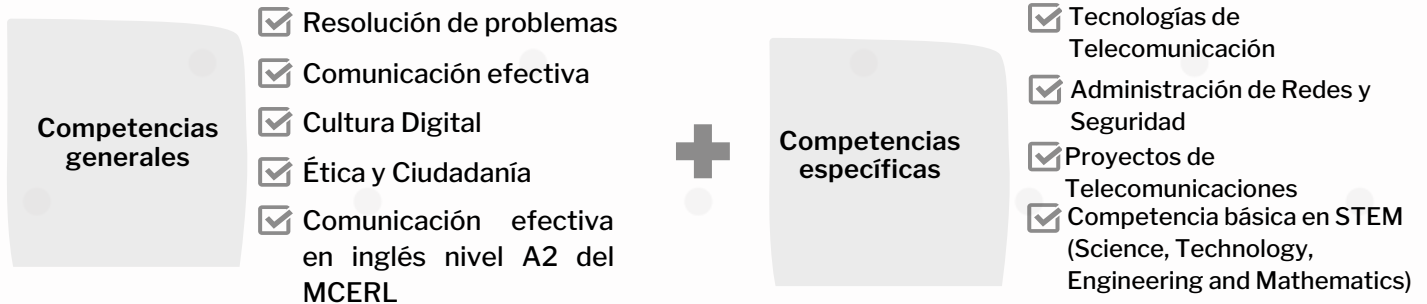 Competencias
generales
Resolución de problemas
Comunicación efectiva
Cultura Digital
Ética y Ciudadanía
Comunicación efectiva
en inglés nivel A2 del
MCERL
Competencias
específicas
Tecnologías de
Telecomunicación
Administración de Redes y
Seguridad
Proyectos de
Telecomunicaciones
Competencia básica en STEM
(Science, Technology,
Engineering and Mathematics)